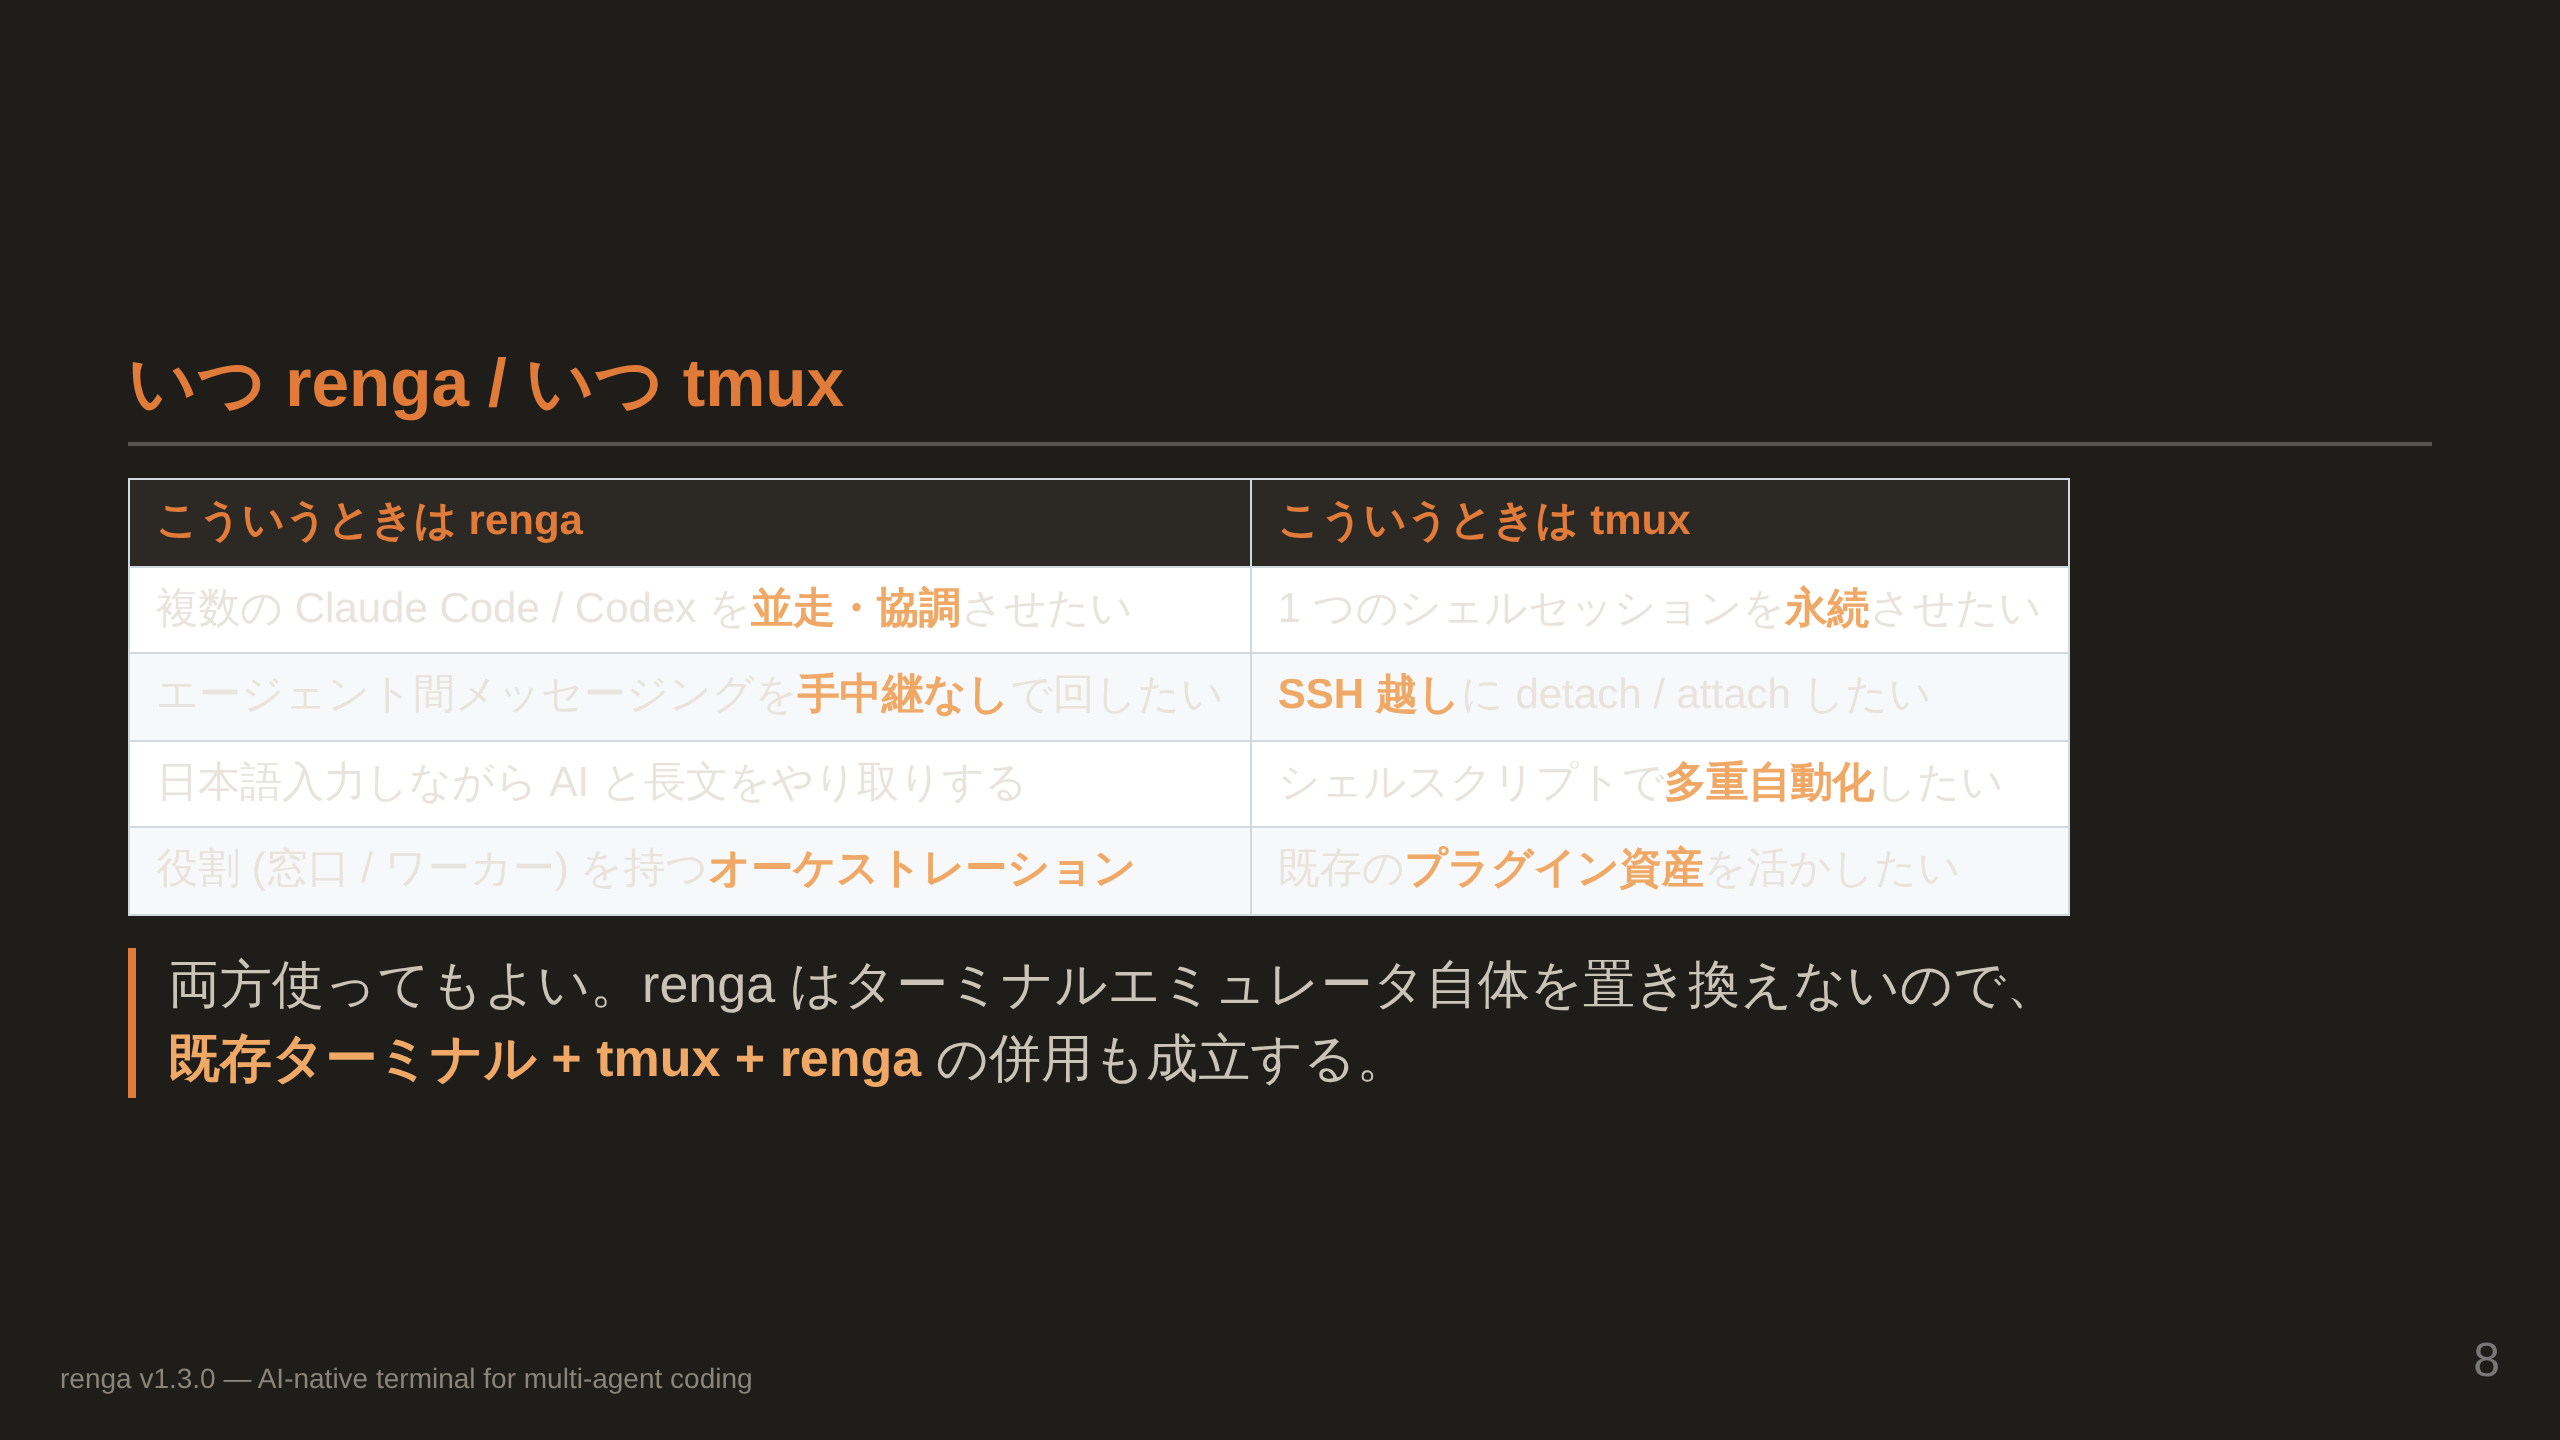 いつ renga / いつ tmux
こういうときは renga
こういうときは tmux
複数の Claude Code / Codex を並走・協調させたい
1 つのシェルセッションを永続させたい
エージェント間メッセージングを手中継なしで回したい
SSH 越しに detach / attach したい
日本語入力しながら AI と長文をやり取りする
シェルスクリプトで多重自動化したい
役割 (窓口 / ワーカー) を持つオーケストレーション
既存のプラグイン資産を活かしたい
両方使ってもよい。renga はターミナルエミュレータ自体を置き換えないので、
既存ターミナル + tmux + renga の併用も成立する。
renga v1.3.0 — AI-native terminal for multi-agent coding
8